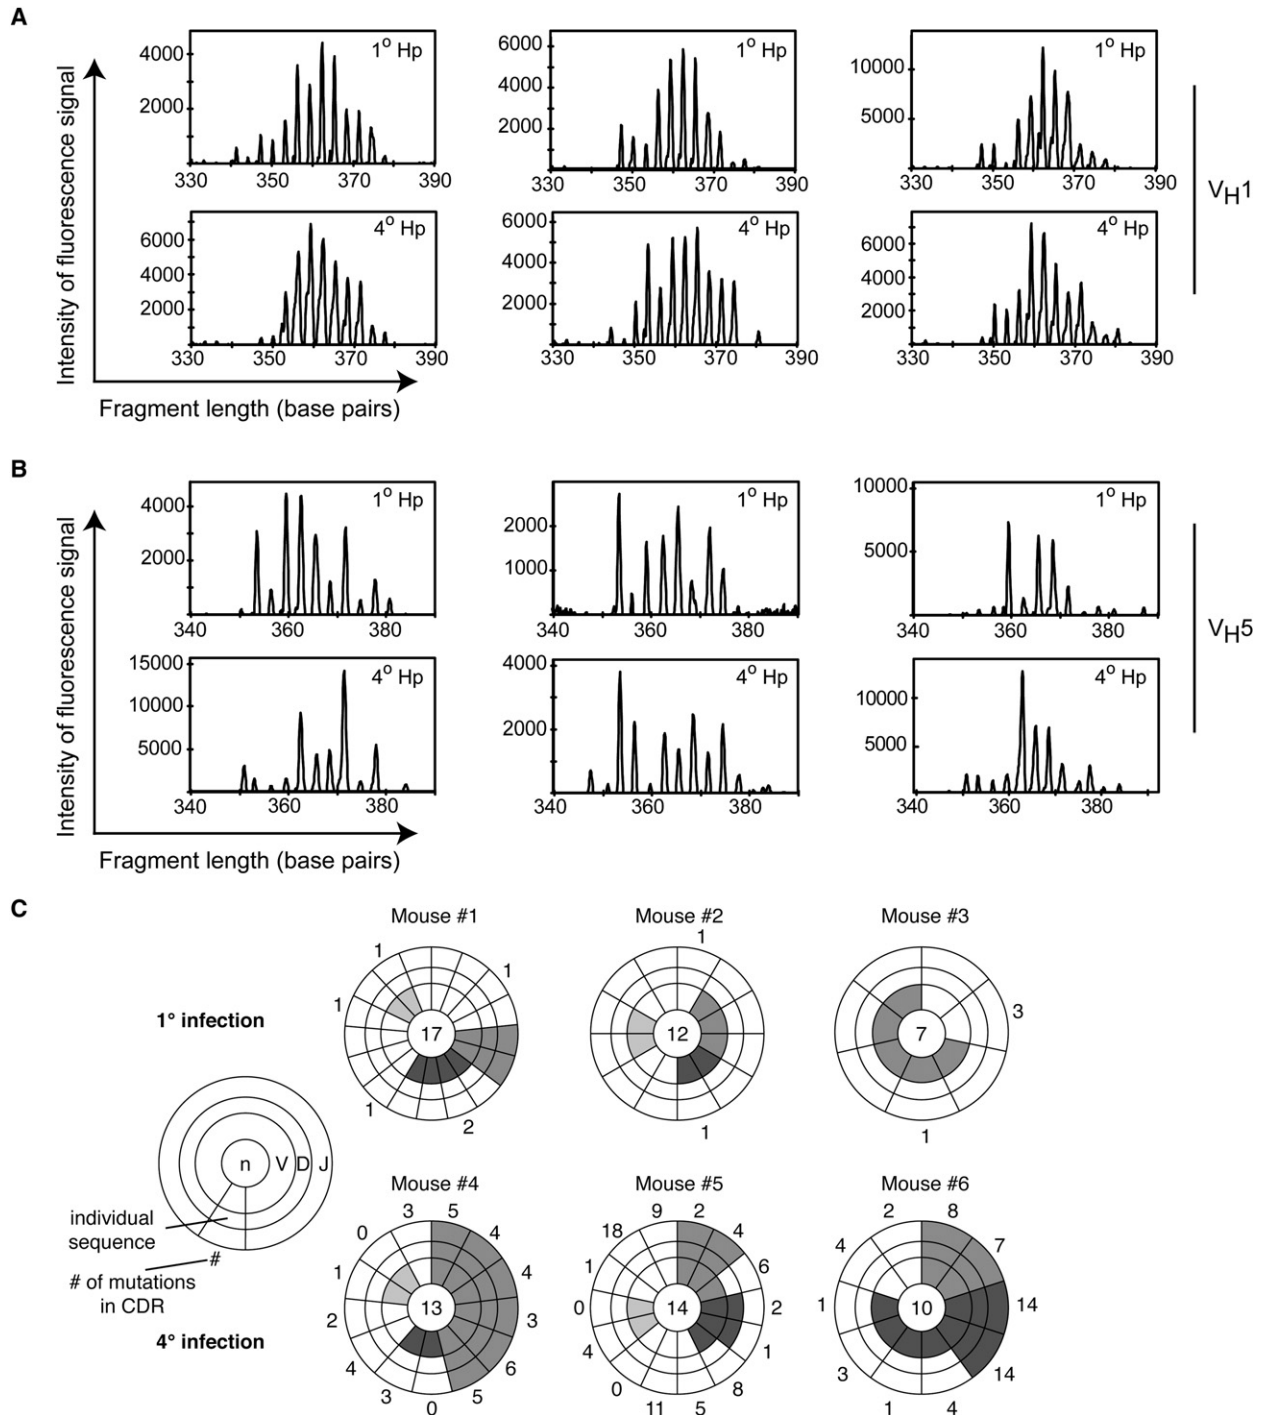 A
Intensity of fluorescence signal
Fragment length (base pairs)
1° Hp
4000
2000
330 350 370 390
1° Hp
6000
4000
2000
330 350 370 390
1° Hp
10000
5000
330 350 370 390
4° Hp
6000
4000
2000
330 350 370 390
4° Hp
6000
4000
2000
330 350 370 390
4° Hp
6000
4000
2000
330 350 370 390
VH1
B
Intensity of fluorescence signal
Fragment length (base pairs)
1° Hp
4000
2000
340 360 380
1° Hp
2000
1000
340 360 380
1° Hp
10000
5000
340 360 380
4° Hp
15000
10000
5000
340 360 380
4° Hp
4000
2000
340 360 380
4° Hp
10000
5000
340 360 380
VH5
C
1° infection
Mouse #1
1 1 1 17 1 2
Mouse #2
1 12 1
Mouse #3
7 3 1
n V D J
individual
sequence
#
# of mutations
in CDR
4° infection
Mouse #4
3 5 0 4 1 4 13 2 3 4 6 3 5 0
Mouse #5
9 2 18 4 1 6 0 14 2 4 1 0 8 11 5
Mouse #6
2 8 4 7 1 10 14 3 14 1 4